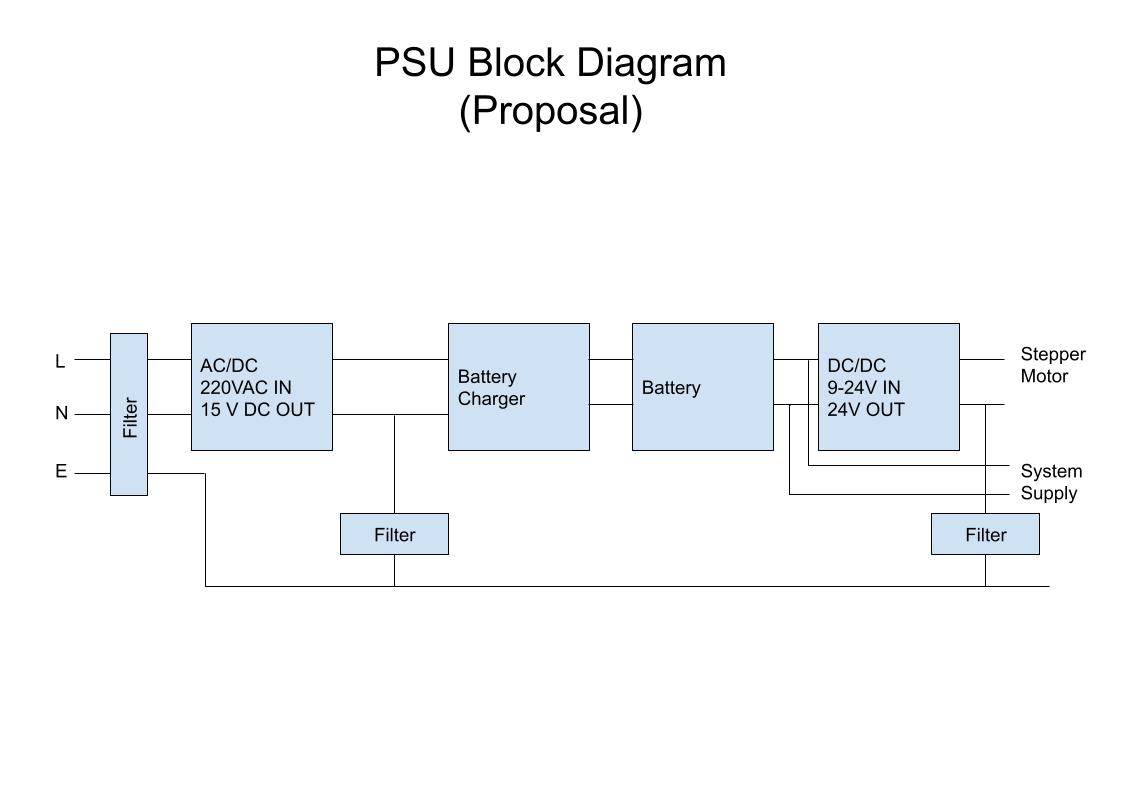 PSU Block Diagram
(Proposal)
L
N
E
Filter
AC/DC
220VAC IN
15 V DC OUT
Battery
Charger
Battery
DC/DC
9-24V IN
24V OUT
Stepper
Motor
System
Supply
Filter
Filter